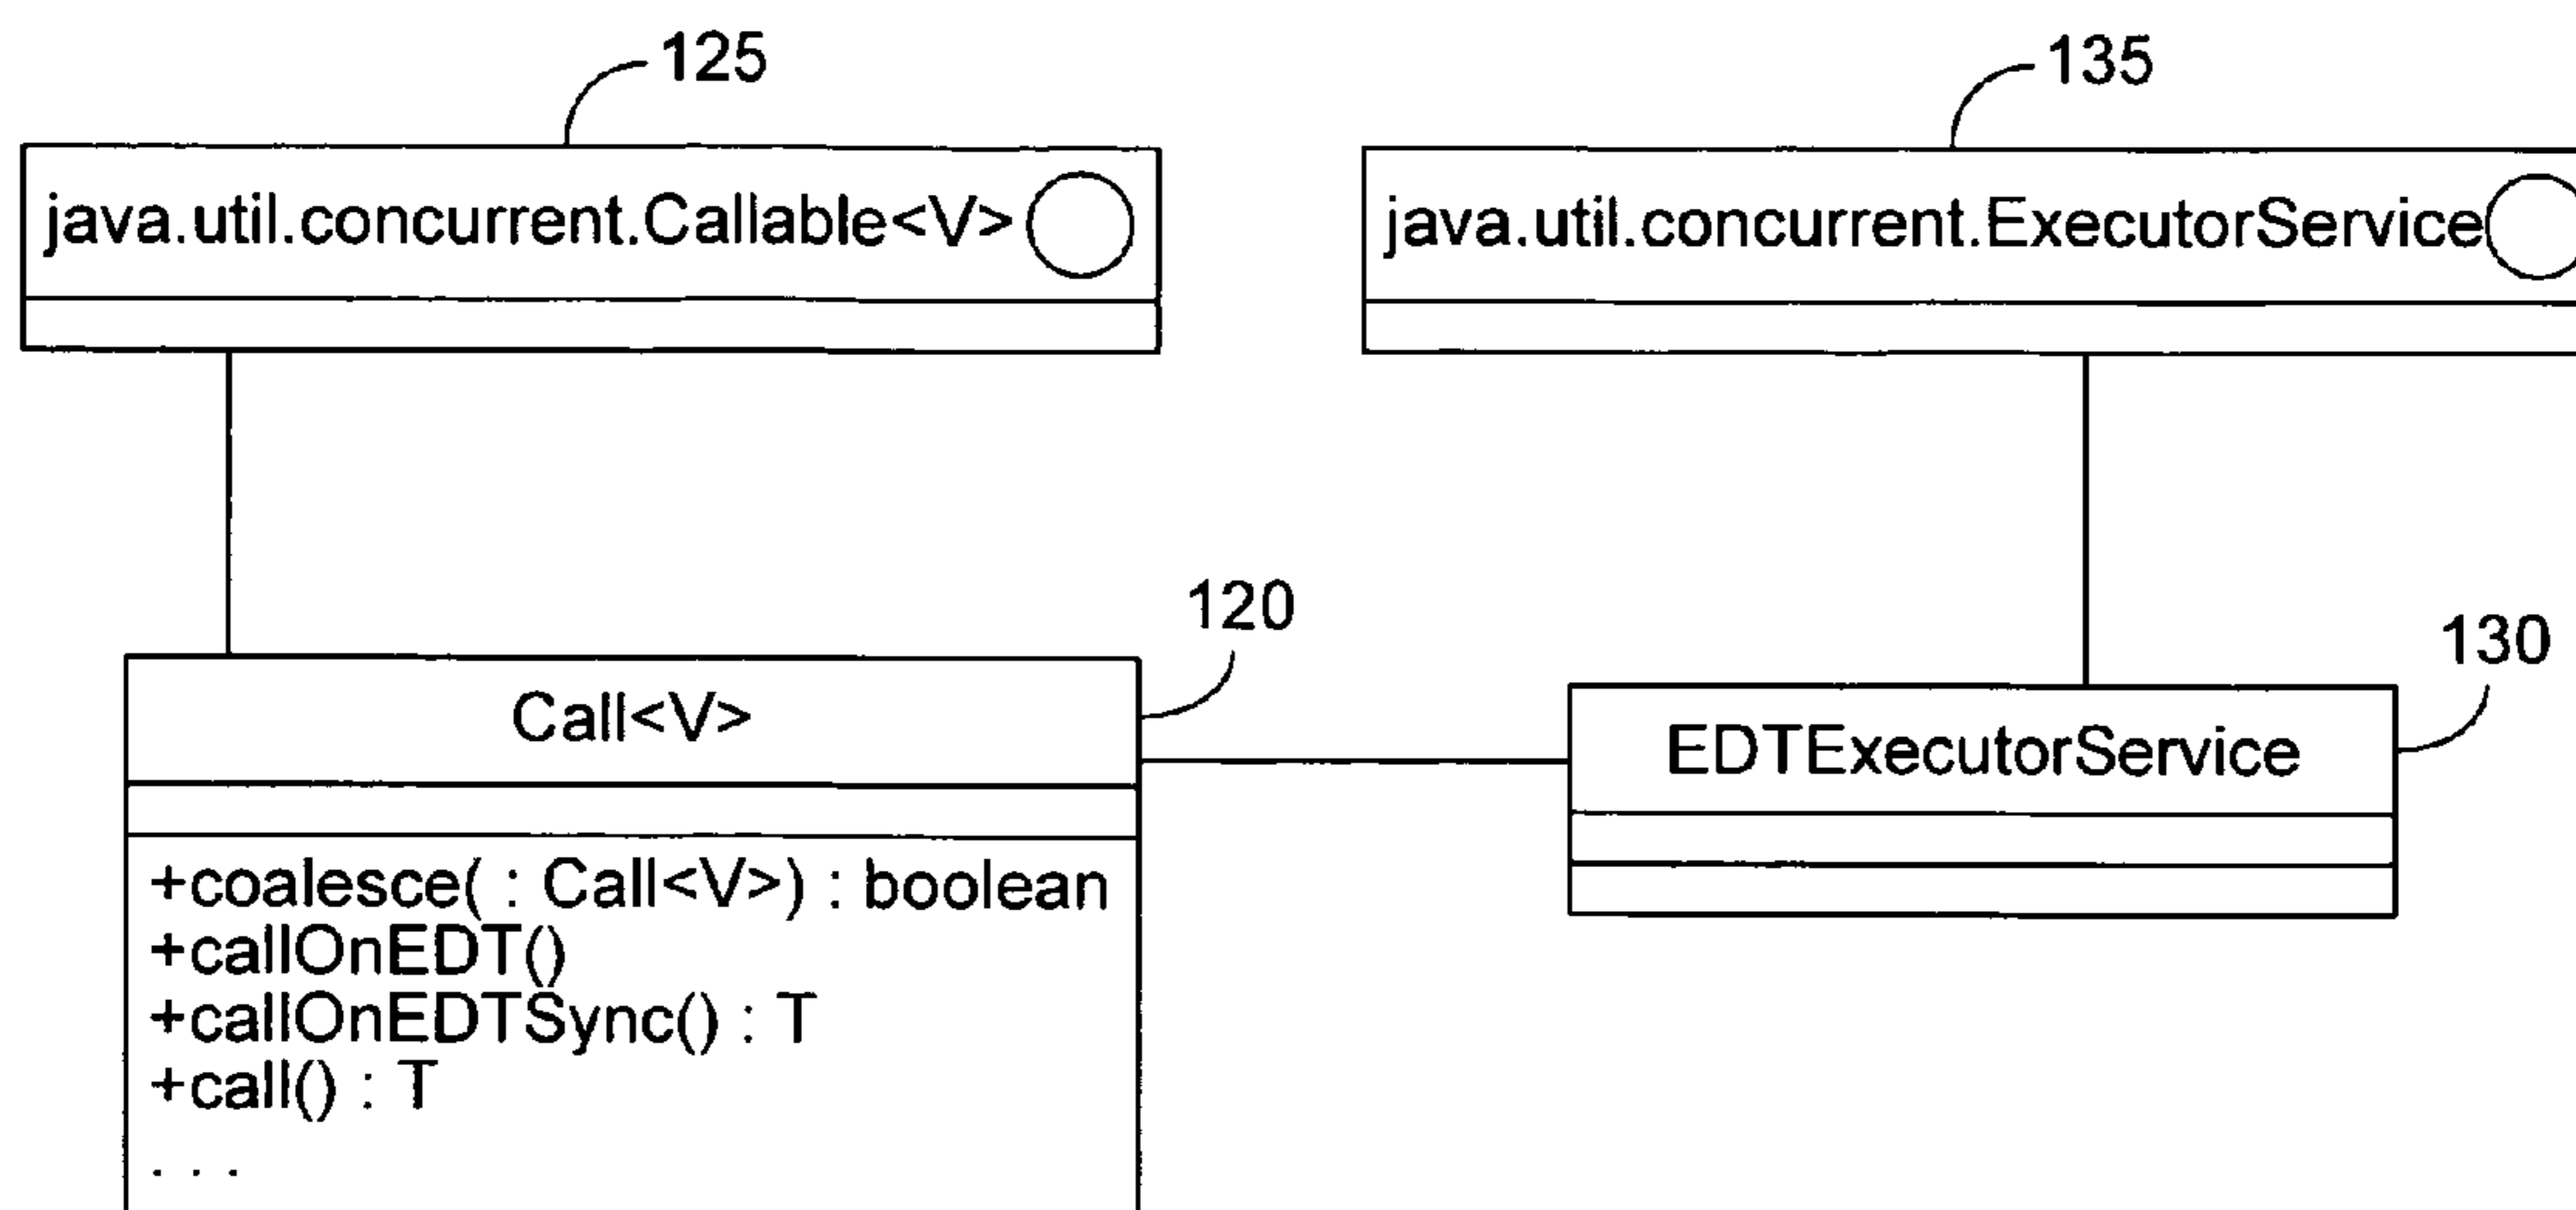 125
135
java.util.concurrent.Callable<V>
java.util.concurrent.ExecutorService
120
130
Call<V>
EDTExecutorService
+coalesce( : Call<V>) : boolean
+callOnEDT()
+callOnEDTSync() : T
+call() : T
. . .